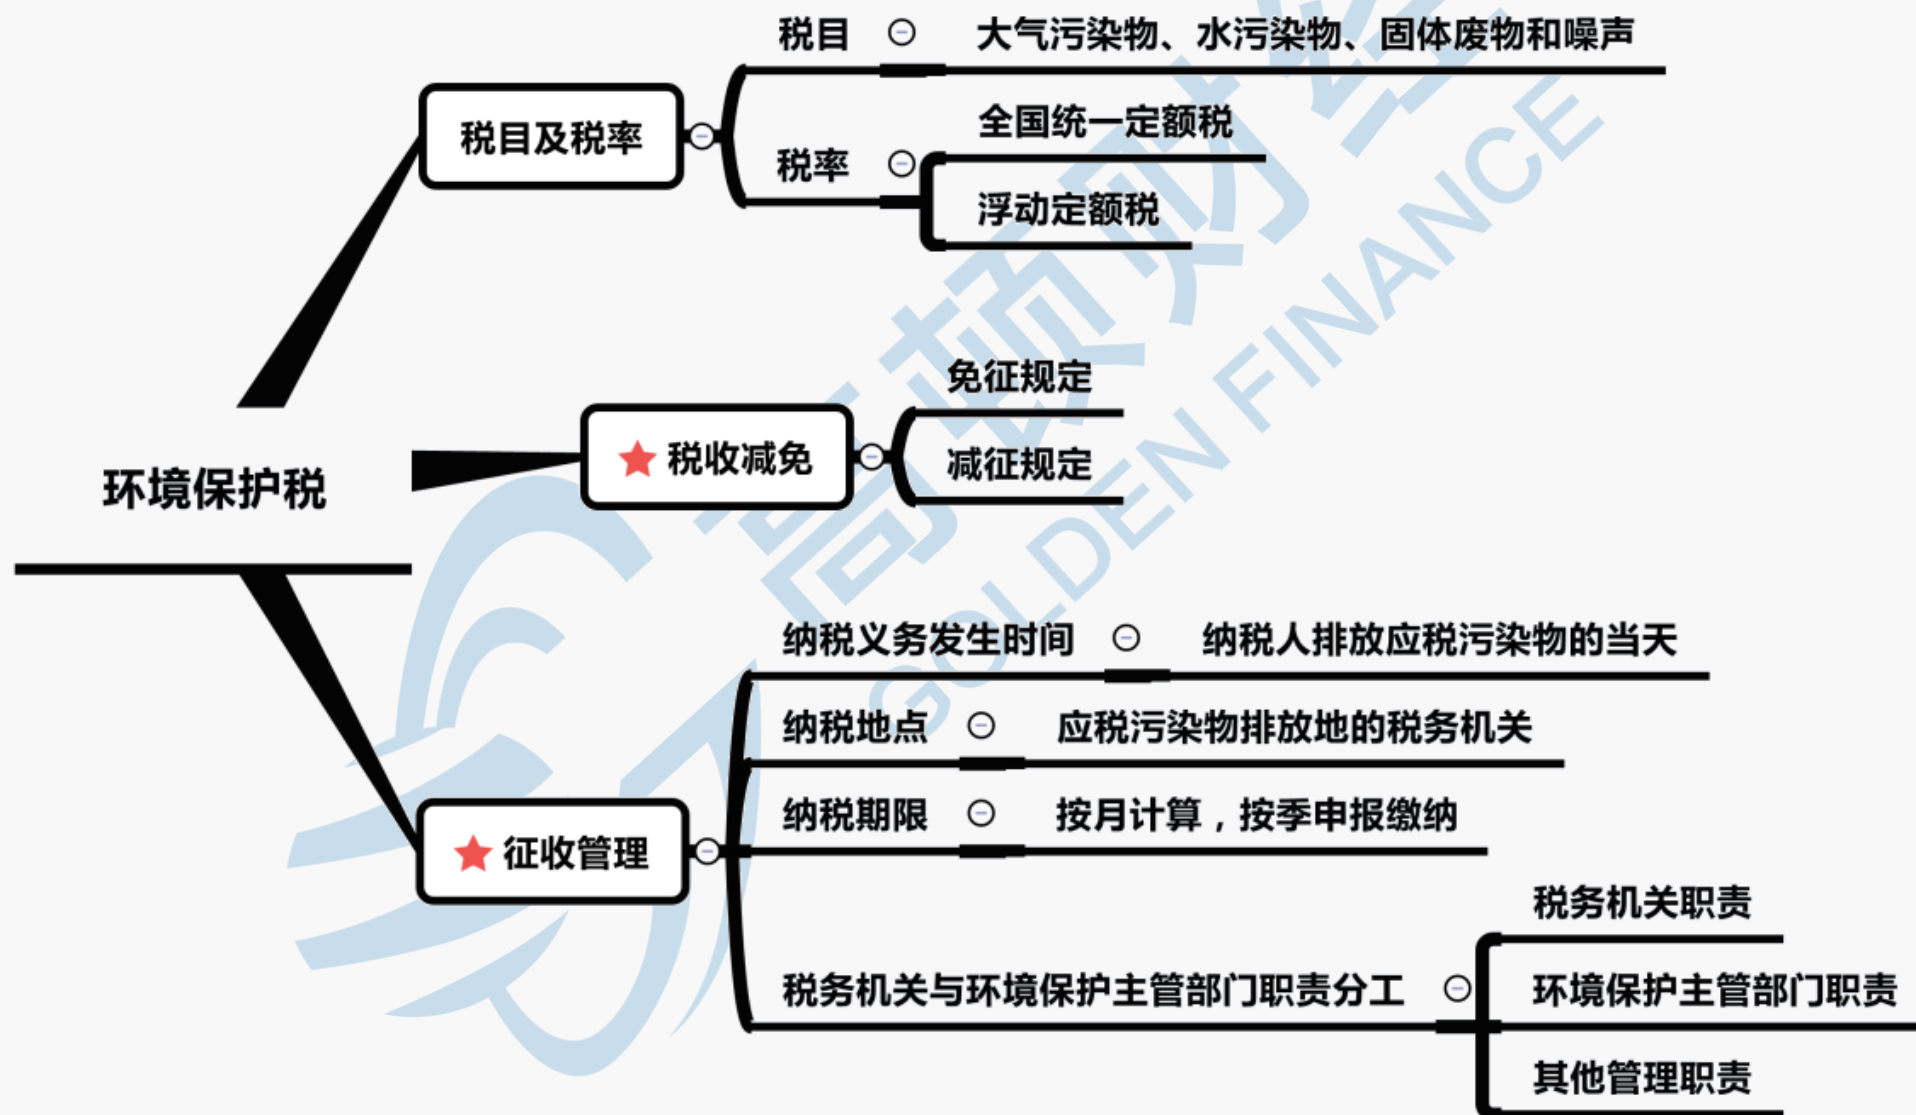 税目
大气污染物、水污染物、固体废物和噪声
税目及税率
全国统一定额税
税率
浮动定额税
免征规定
税收减免
减征规定
环境保护税
纳税义务发生时间
纳税人排放应税污染物的当天
纳税地点
应税污染物排放地的税务机关
纳税期限
按月计算，按季申报缴纳
征收管理
税务机关职责
税务机关与环境保护主管部门职责分工
环境保护主管部门职责
其他管理职责
高顿财经
GOLDEN FINANCE